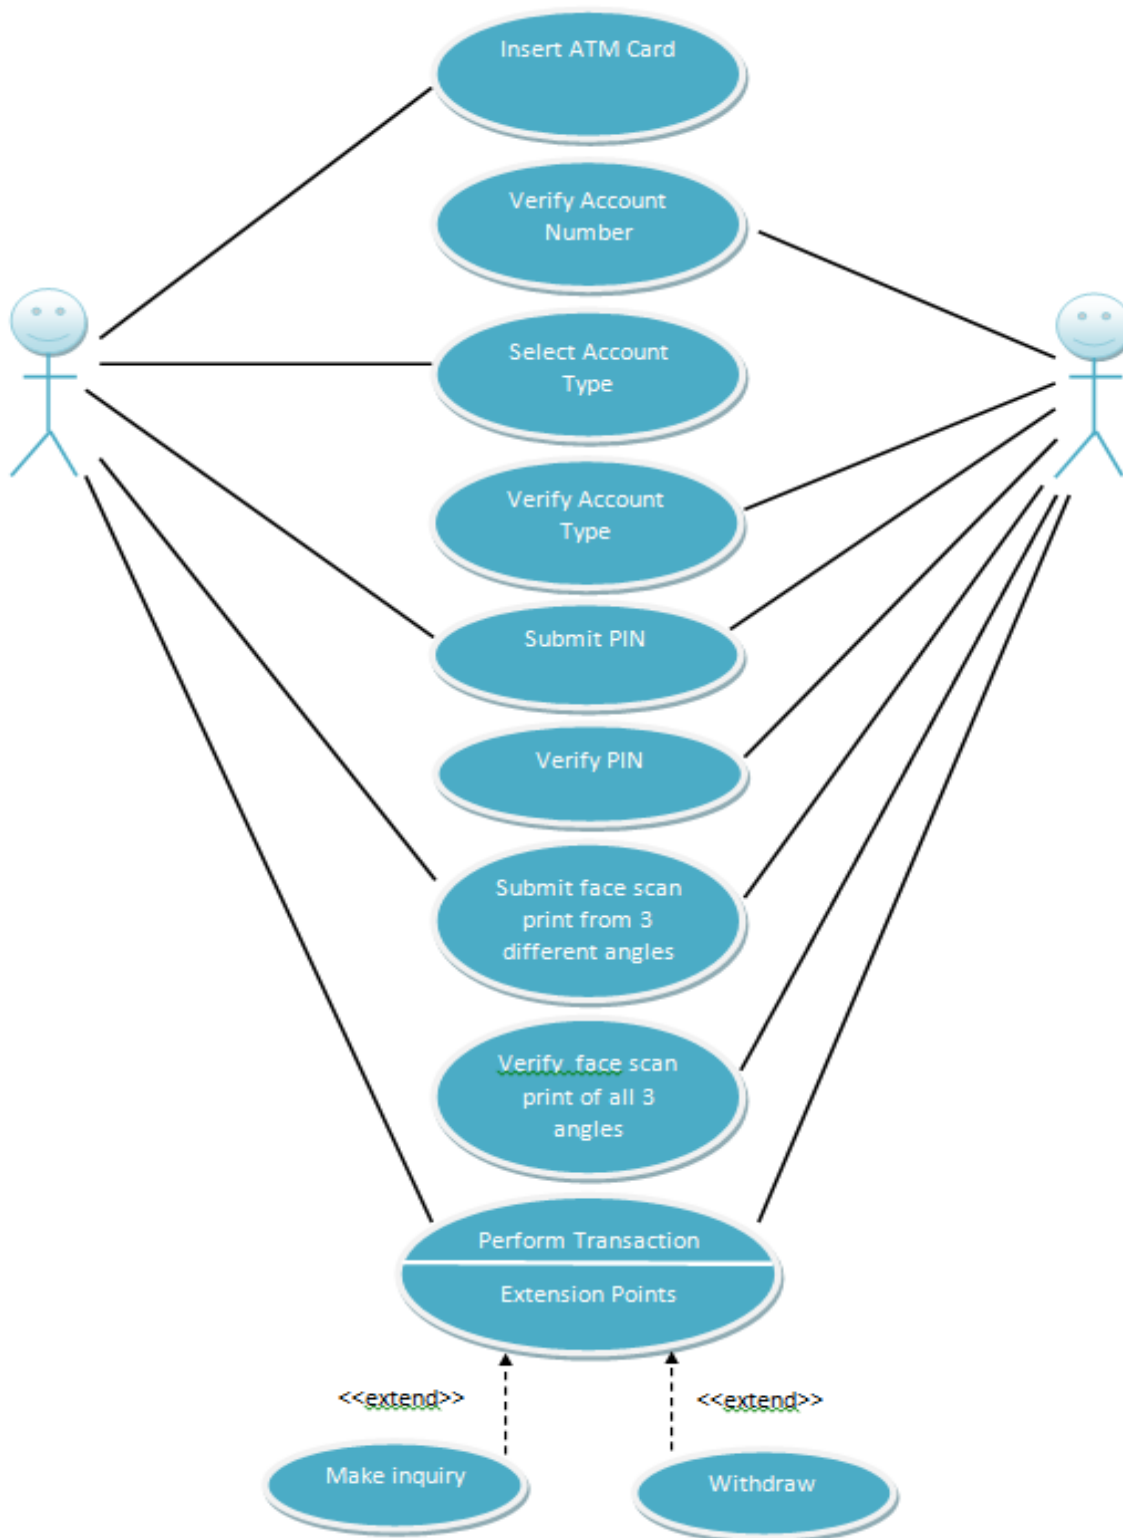 Insert ATM Card
Verify Account
Number
Select Account
Type
Verify Account
Type
Submit PIN
Verify PIN
Submit face scan
print from 3
different angles
Verify face scan
print of all 3
angles
Perform Transaction
Extension Points
<<extend>>
<<extend>>
Make inquiry
Withdraw